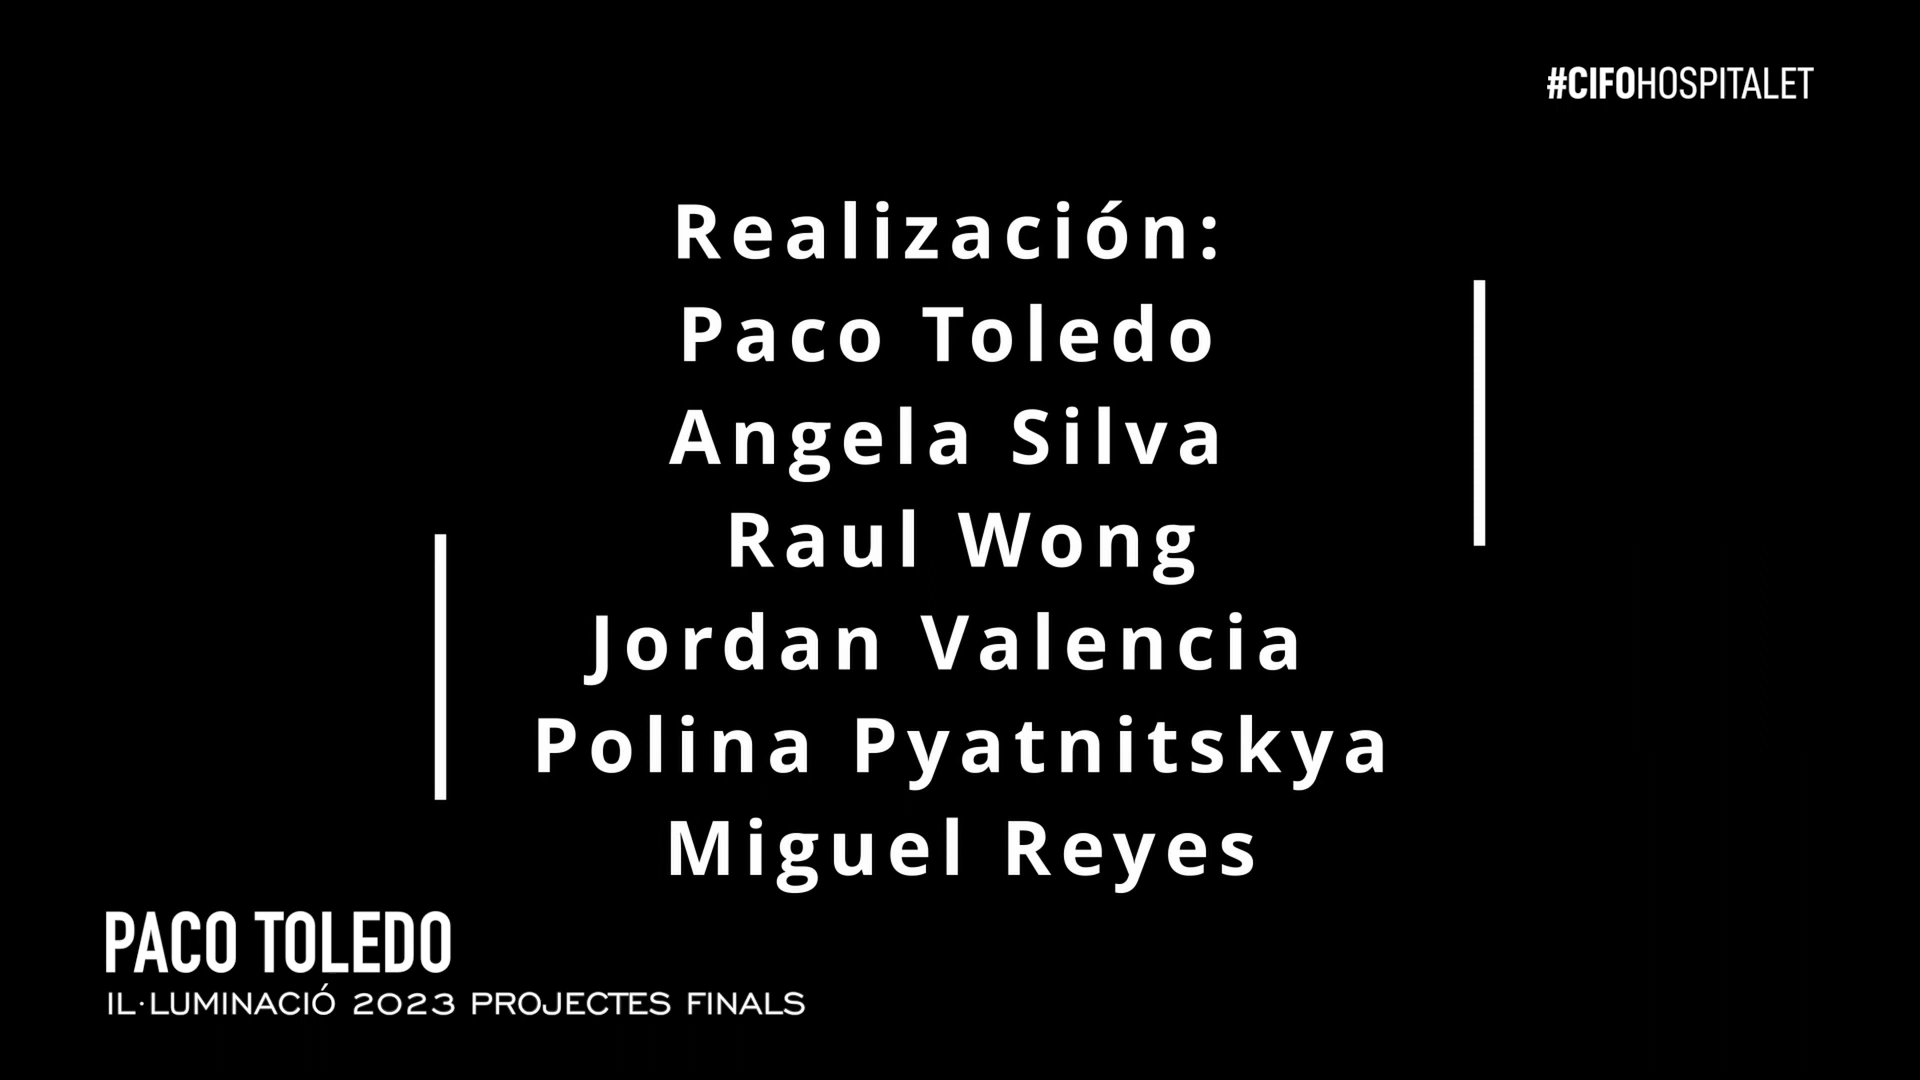 #CIFOHOSPITALET
Realización:
Paco Toledo
Angela Silva
Raul Wong
Jordan Valencia
Polina Pyatnitskya
Miguel Reyes
PACO TOLEDO
IL·LUMINACIÓ 2023 PROJECTES FINALS